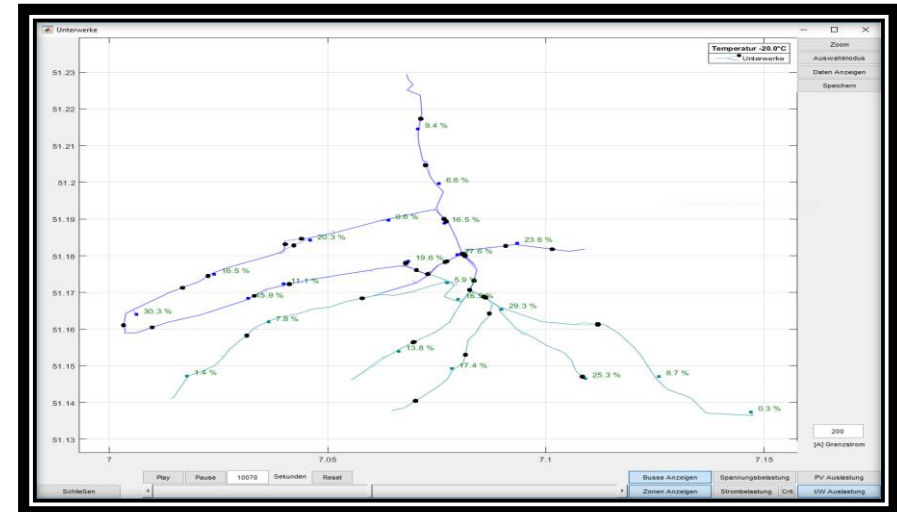 Unterwerke
Zoom
Auswahlmodus
Daten Anzeigen
Speichern
Temperatur -20.0°C
Unterwerke
51.23
51.22
51.21
51.2
51.19
51.18
51.17
51.16
51.15
51.14
51.13
9.4 %
6.6 %
0.6 %
16.5 %
20.3 %
23.6 %
19.6 %
16.5 %
11.1 %
5.9 %
30.3 %
29.3 %
7.8 %
13.8 %
17.4 %
1.4 %
25.3 %
8.7 %
0.3 %
7
7.05
7.1
7.15
200
[A] Grenzstrom
Play
Pause
10078
Sekunden
Reset
Busse Anzeigen
Spannungsbelastung
PV Auslastung
Schließen
Zonen Anzeigen
Strombelastung
Crit.
UW Auslastung